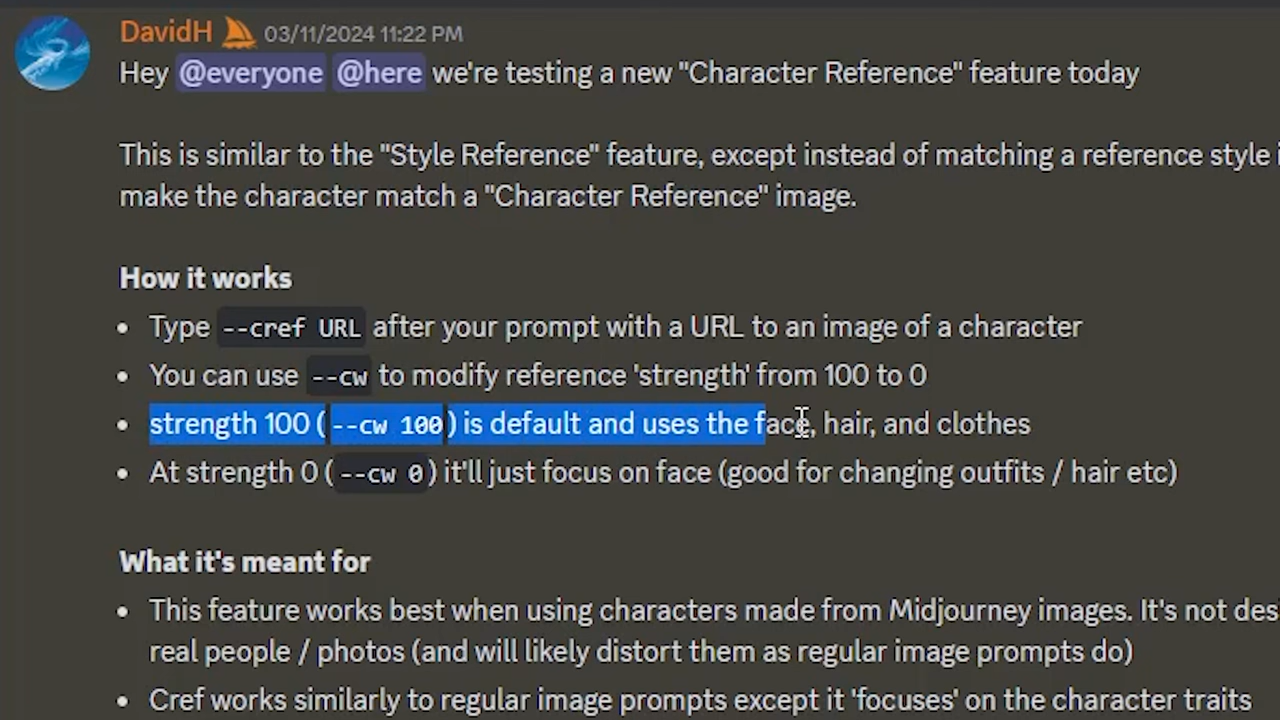 DavidH 03/11/2024 11:22 PM
Hey @everyone @here we're testing a new "Character Reference" feature today
This is similar to the "Style Reference" feature, except instead of matching a reference style
make the character match a "Character Reference" image.
How it works
• Type --cref URL after your prompt with a URL to an image of a character
• You can use --cw to modify reference 'strength' from 100 to 0
• strength 100 (--cw 100) is default and uses the face, hair, and clothes
• At strength 0 (--cw 0) it'll just focus on face (good for changing outfits / hair etc)
What it's meant for
• This feature works best when using characters made from Midjourney images. It's not
real people / photos (and will likely distort them as regular image prompts do)
• Cref works similarly to regular image prompts except it 'focuses' on the character traits